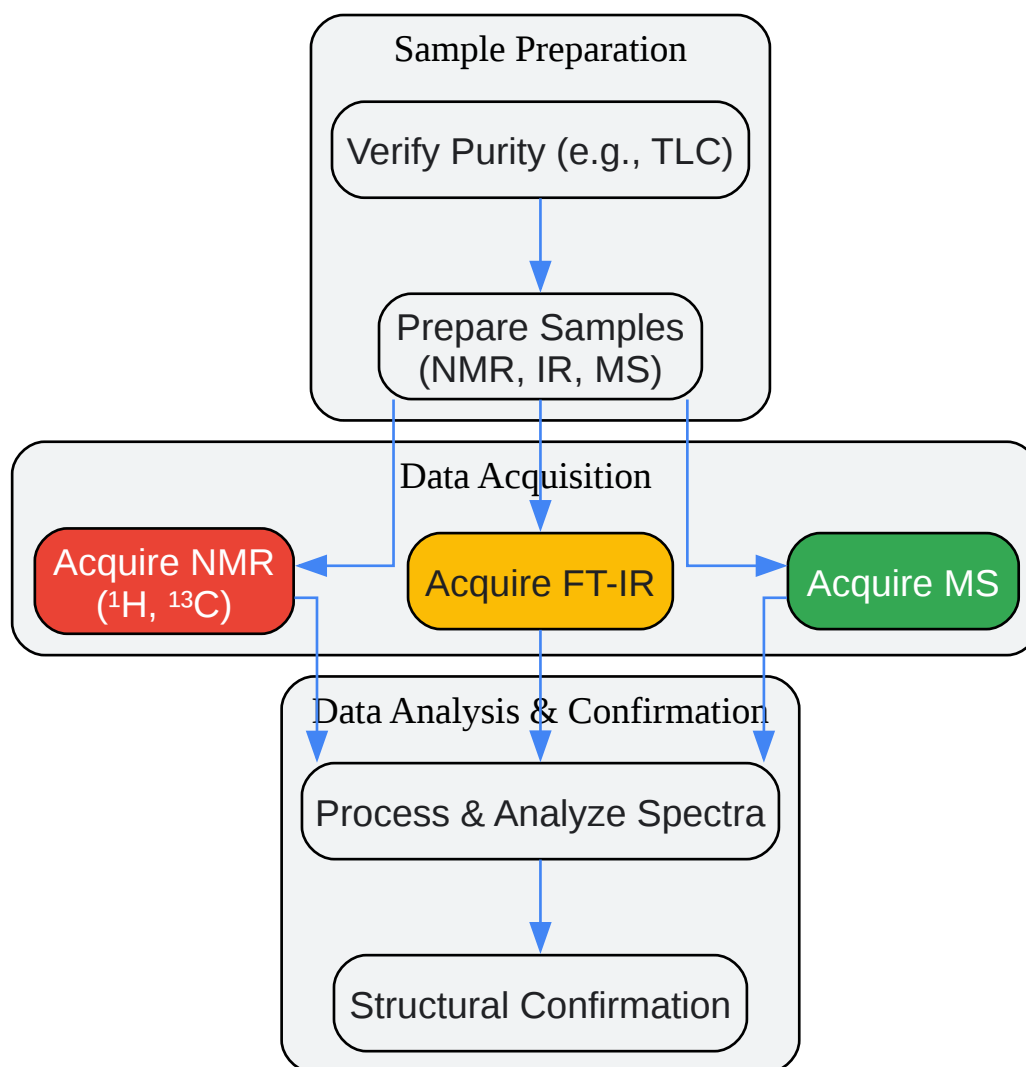 Sample Preparation
Verify Purity (e.g., TLC)
Prepare Samples
(NMR, IR, MS)
Data Acquisition
Acquire NMR
(¹H, ¹³C)
Acquire FT-IR
Acquire MS
Data Analysis & Confirmation
Process & Analyze Spectra
Structural Confirmation